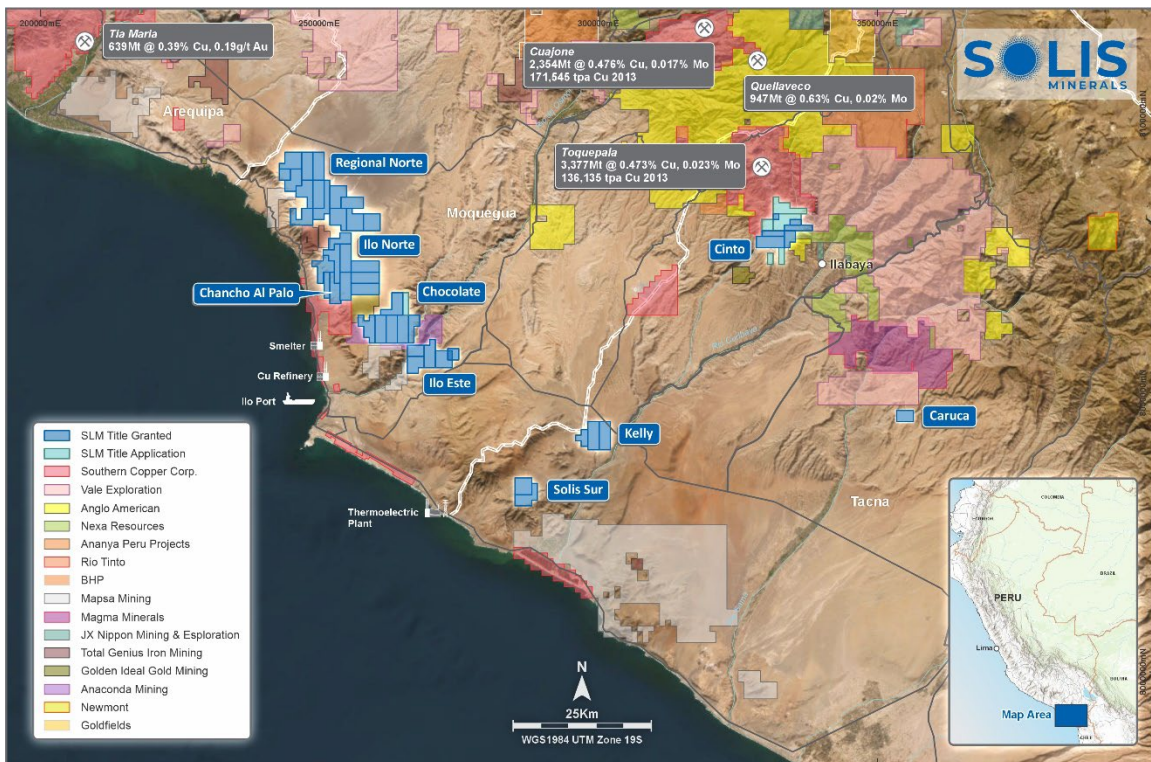 200000mE
250000mE
300000mE
350000mE
Tia Maria
639Mt @ 0.39% Cu, 0.19g/t Au
Cuajone
2,354Mt @ 0.476% Cu, 0.017% Mo
171,545 tpa Cu 2013
Quellaveco
947Mt @ 0.63% Cu, 0.02% Mo
SOLIS
MINERALS
Arequipa
Regional Norte
Toquepala
3,377Mt @ 0.473% Cu, 0.023% Mo
136,135 tpa Cu 2013
Moquegua
Ilo Norte
Cinto
Ilabaya
Chancho Al Palo
Chocolate
Smelter
Cu Refinery
Ilo Port
Ilo Este
Kelly
Caruca
Solis Sur
Tacna
Thermoelectric
Plant
SLM Title Granted
SLM Title Application
Southern Copper Corp.
Vale Exploration
Anglo American
Nexa Resources
Ananya Peru Projects
Rio Tinto
BHP
Mapsa Mining
Magma Minerals
JX Nippon Mining & Esploration
Total Genius Iron Mining
Golden Ideal Gold Mining
Anaconda Mining
Newmont
Goldfields
N
25Km
WGS1984 UTM Zone 19S
COLOMBIA
BRAZIL
PERU
Lima
Map Area